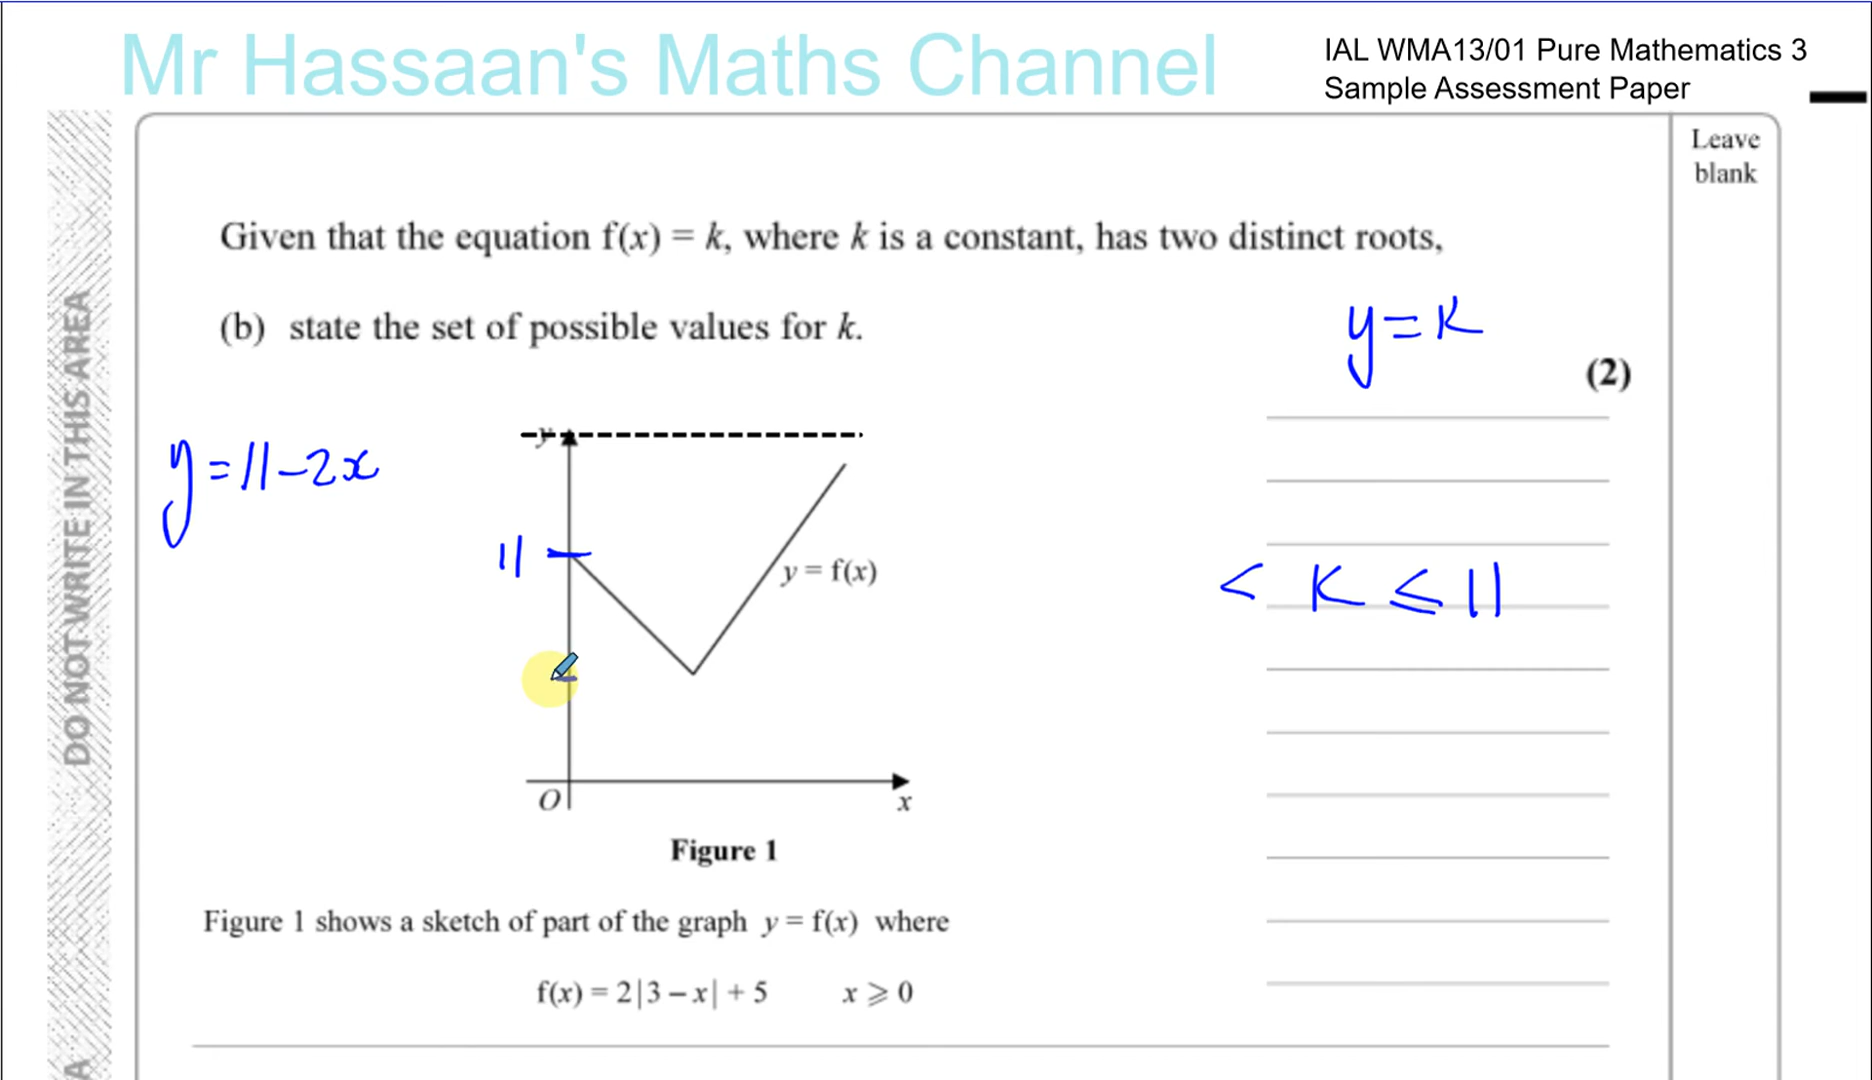 Mr Hassaan's Maths Channel
IAL WMA13/01 Pure Mathematics 3
Sample Assessment Paper
Leave
blank
DO NOT WRITE IN THIS AREA
Given that the equation f(x) = k, where k is a constant, has two distinct roots,
(b) state the set of possible values for k.
y = K
(2)
y = 11 - 2x
y
11
y = f(x)
< K ≤ 11
O
x
Figure 1
Figure 1 shows a sketch of part of the graph y = f(x) where
f(x) = 2|3 – x| + 5 x ⩾ 0
A